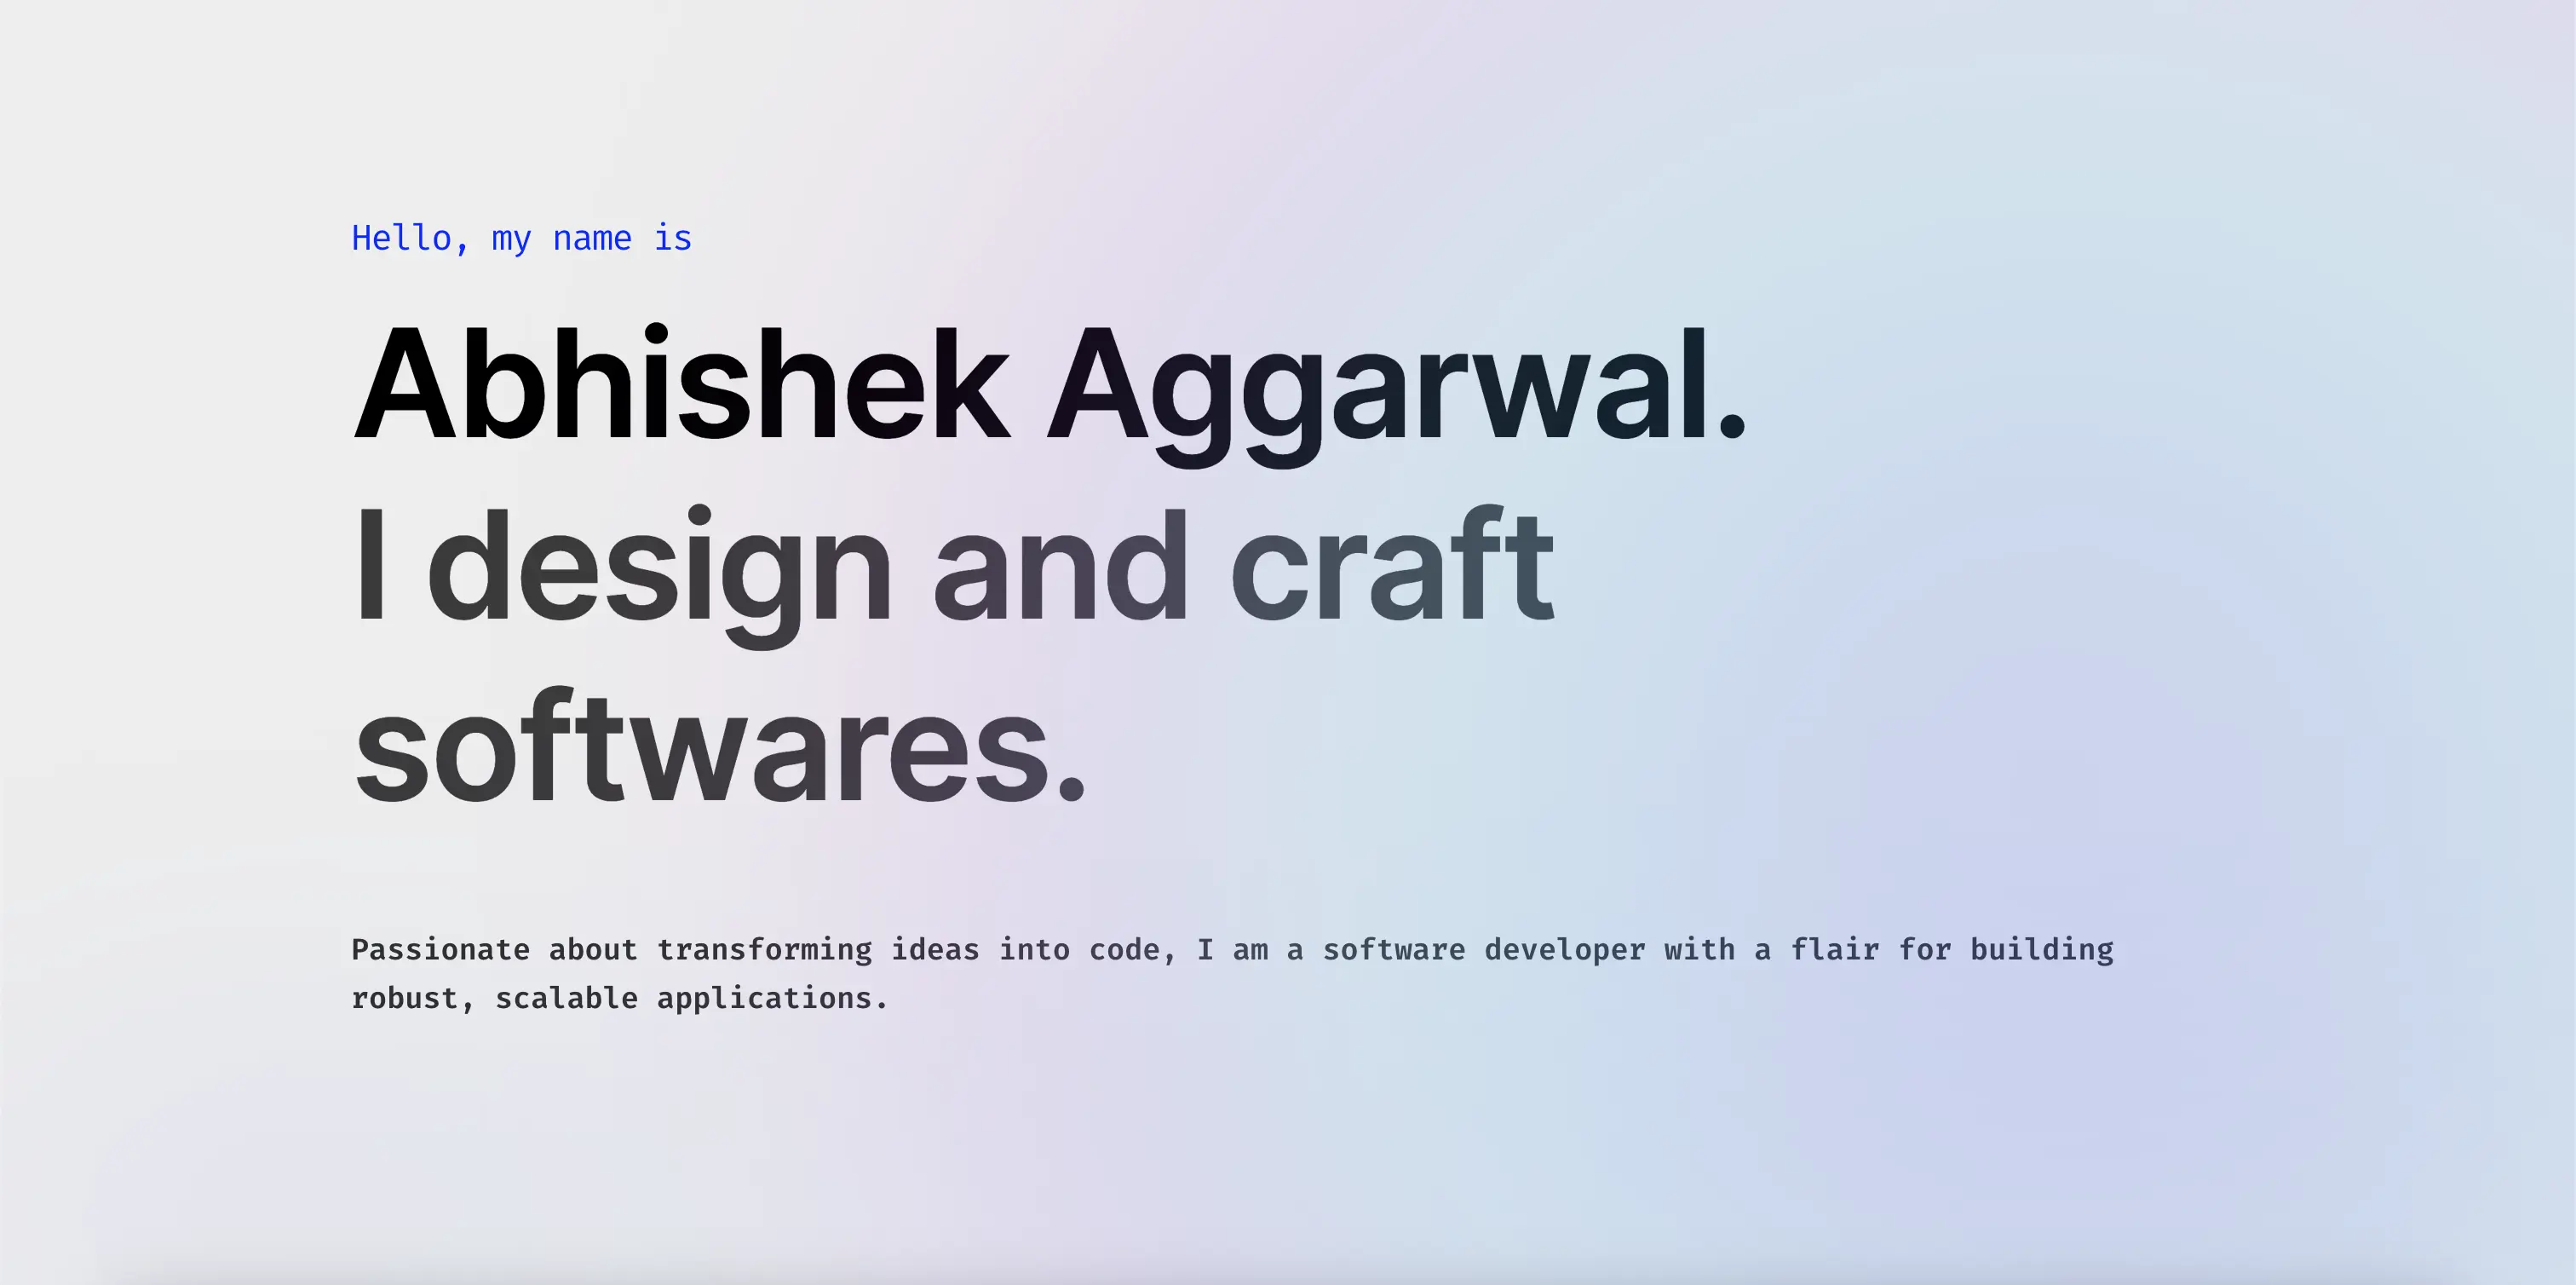 Hello, my name is
Abhishek Aggarwal.
I design and craft
softwares.
Passionate about transforming ideas into code, I am a software developer with a flair for building
robust, scalable applications.